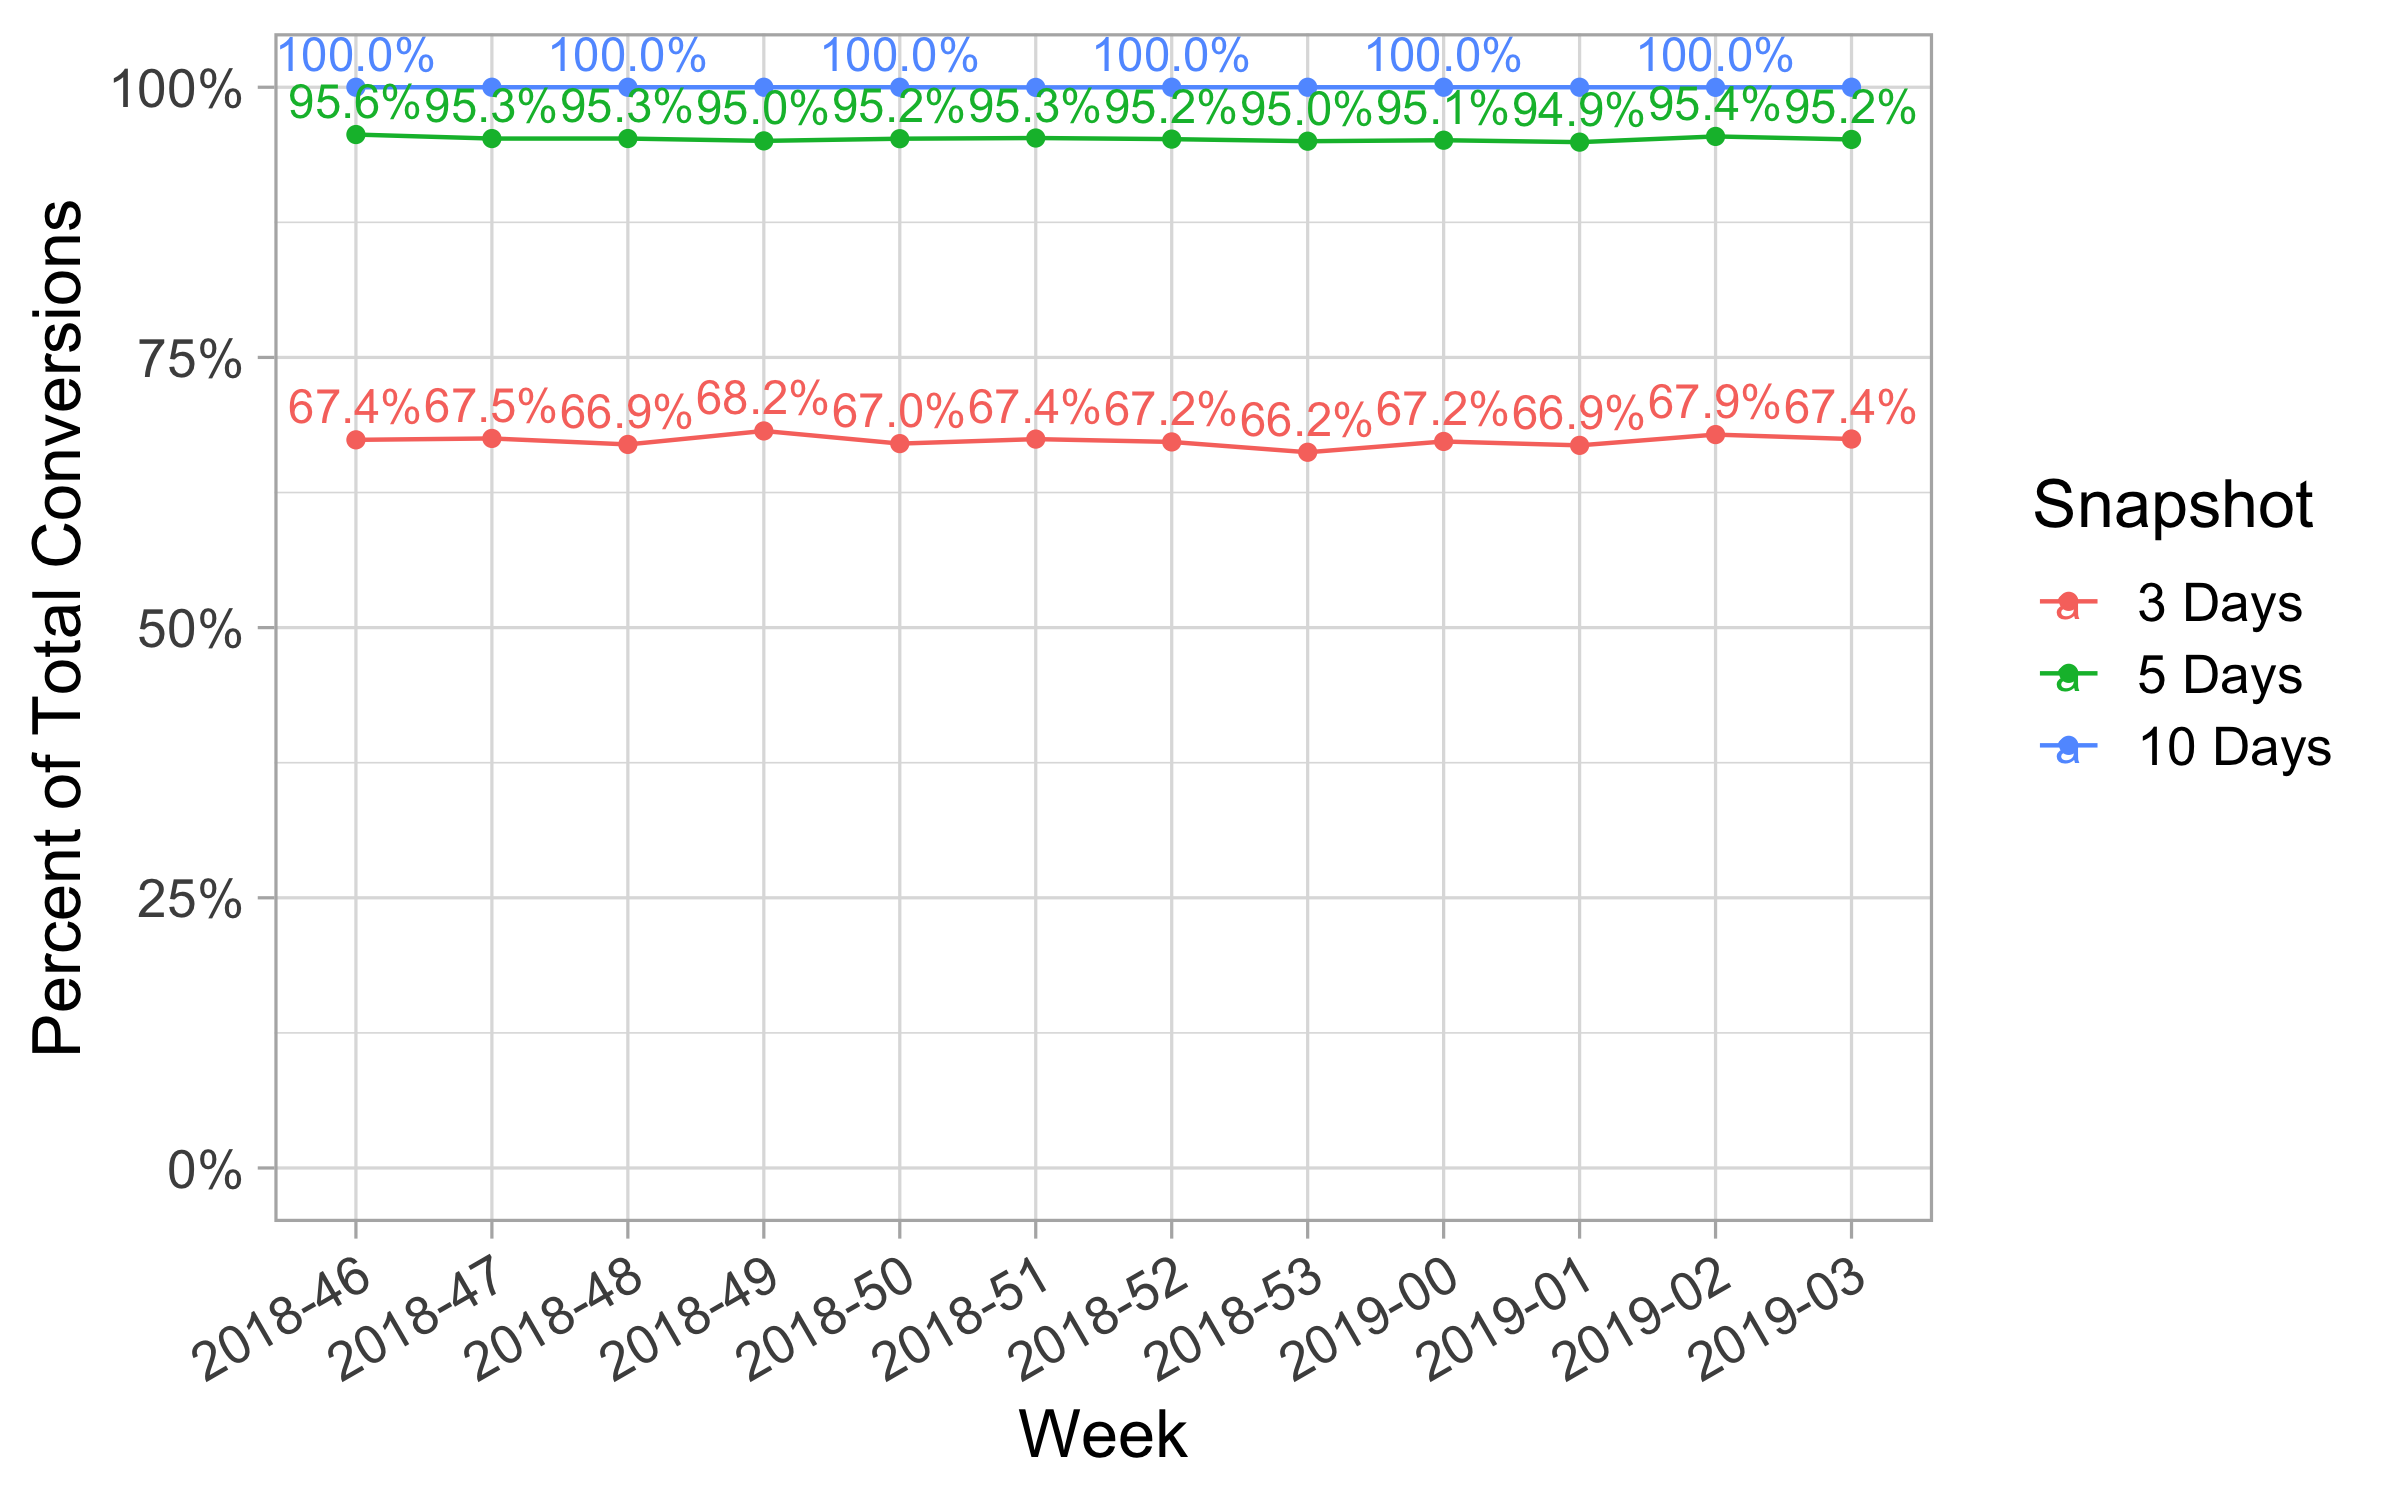 100.0% 100.0% 100.0% 100.0% 100.0% 100.0%
100%
95.6% 95.3% 95.3% 95.0% 95.2% 95.3% 95.2% 95.0% 95.1% 94.9% 95.4% 95.2%
75%
67.4% 67.5% 66.9% 68.2% 67.0% 67.4% 67.2% 66.2% 67.2% 66.9% 67.9% 67.4%
50%
25%
0%
Percent of Total Conversions
2018-46 2018-47 2018-48 2018-49 2018-50 2018-51 2018-52 2018-53 2019-00 2019-01 2019-02 2019-03
Week
Snapshot
a 3 Days
a 5 Days
a 10 Days